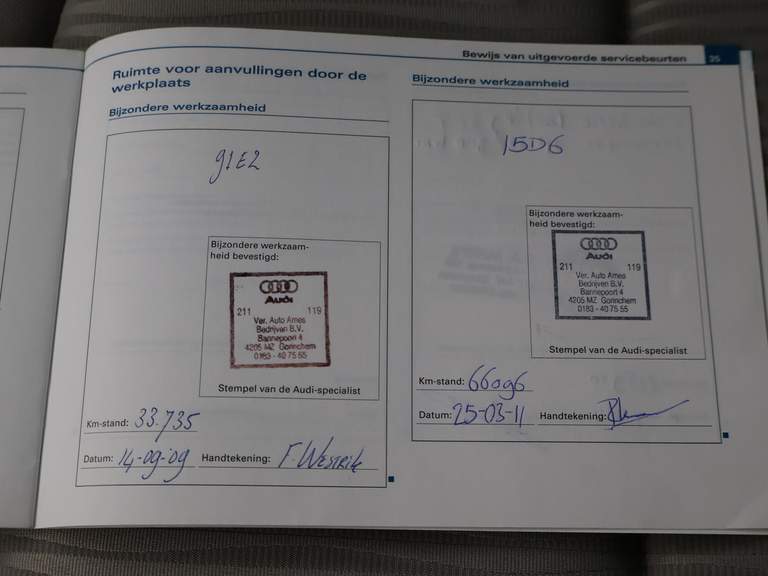 Bewijs van uitgevoerde servicebeurten 35
Ruimte voor aanvullingen door de
werkplaats
Bijzondere werkzaamheid
91E2
Bijzondere werkzaam-
heid bevestigd:
Audi
211 119
Ver. Auto Ames
Bedrijven B.V.
Bannepoort 4
4205 MZ Gorinchem
0183 - 40 75 55
Stempel van de Audi-specialist
Km-stand: 33.735
Datum: 14-09-09 Handtekening: F. Westrik
Bijzondere werkzaamheid
15D6
Bijzondere werkzaam-
heid bevestigd:
Audi
211 119
Ver. Auto Ames
Bedrijven B.V.
Bannepoort 4
4205 MZ Gorinchem
0183 - 40 75 55
Stempel van de Audi-specialist
Km-stand: 66096
Datum: 25-03-11 Handtekening: